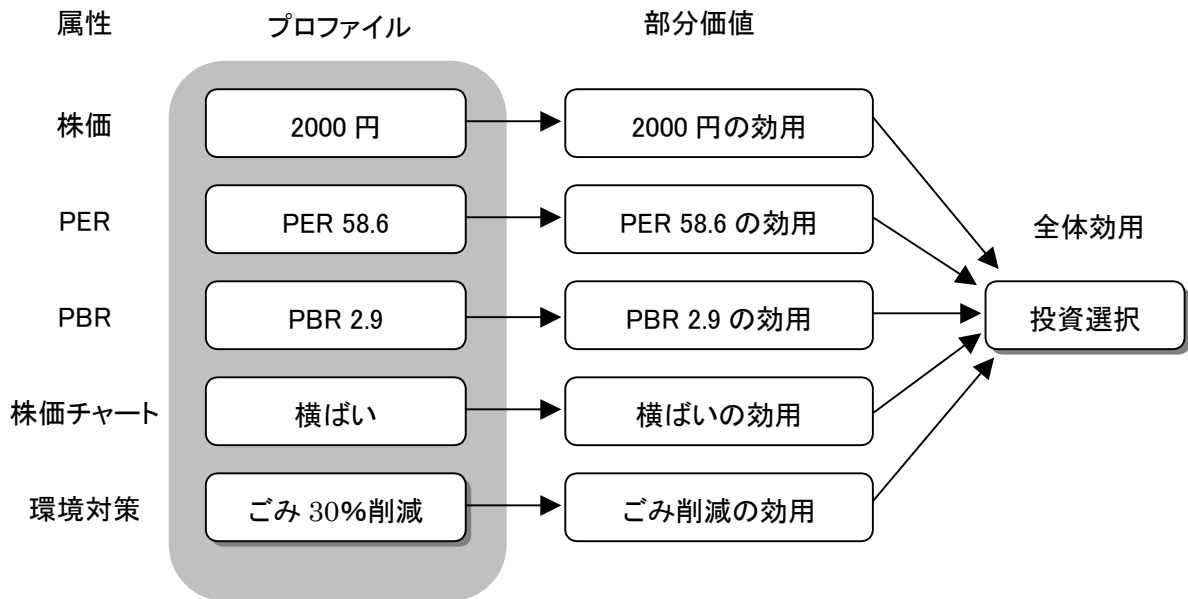 属性 プロファイル 部分価値
株価 2000 円 2000 円の効用
PER PER 58.6 PER 58.6 の効用
全体効用
PBR PBR 2.9 PBR 2.9 の効用 投資選択
株価チャート 横ばい 横ばいの効用
環境対策 ごみ 30%削減 ごみ削減の効用